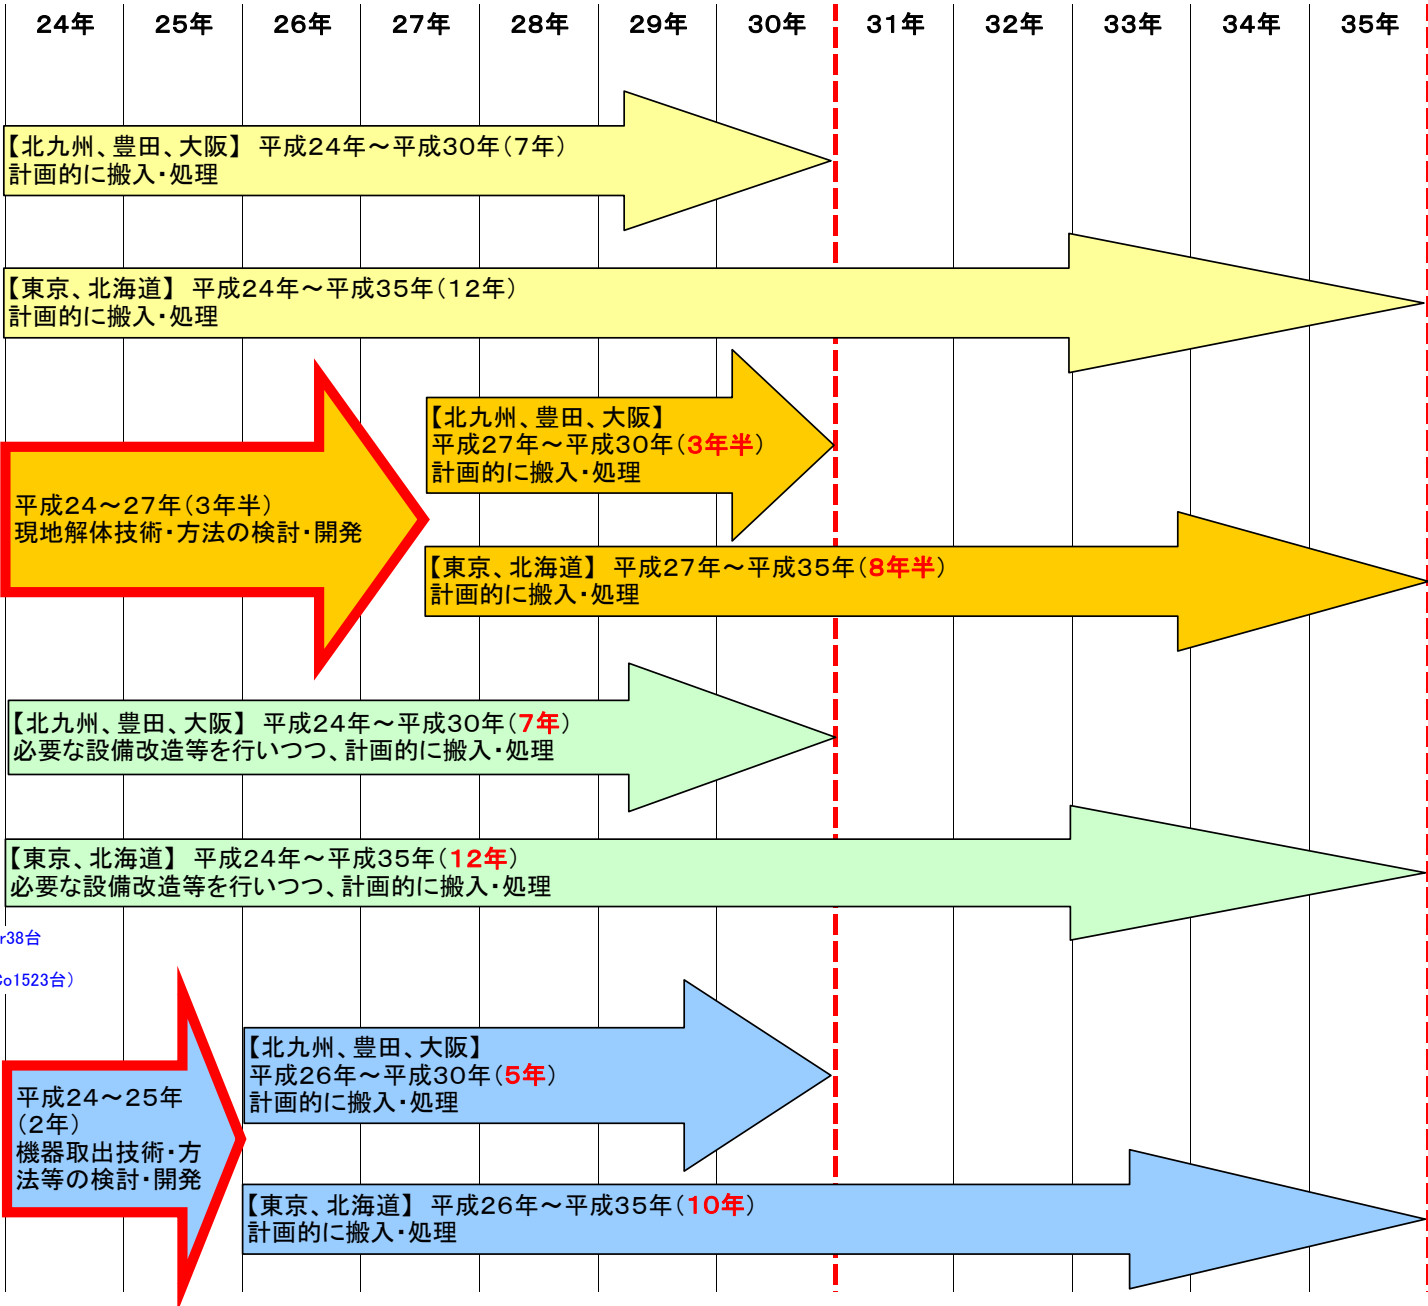 24年 25年 26年 27年 28年 29年 30年 31年 32年 33年 34年 35年
【北九州、豊田、大阪】 平成24年～平成30年(7年)
計画的に搬入・処理
【東京、北海道】 平成24年～平成35年(12年)
計画的に搬入・処理
平成24～27年(3年半)
現地解体技術・方法の検討・開発
【北九州、豊田、大阪】
平成27年～平成30年(3年半)
計画的に搬入・処理
【東京、北海道】 平成27年～平成35年(8年半)
計画的に搬入・処理
【北九州、豊田、大阪】 平成24年～平成30年(7年)
必要な設備改造等を行いつつ、計画的に搬入・処理
【東京、北海道】 平成24年～平成35年(12年)
必要な設備改造等を行いつつ、計画的に搬入・処理
r38台
Co1523台)
平成24～25年
(2年)
機器取出技術・方
法等の検討・開発
【北九州、豊田、大阪】
平成26年～平成30年(5年)
計画的に搬入・処理
【東京、北海道】 平成26年～平成35年(10年)
計画的に搬入・処理